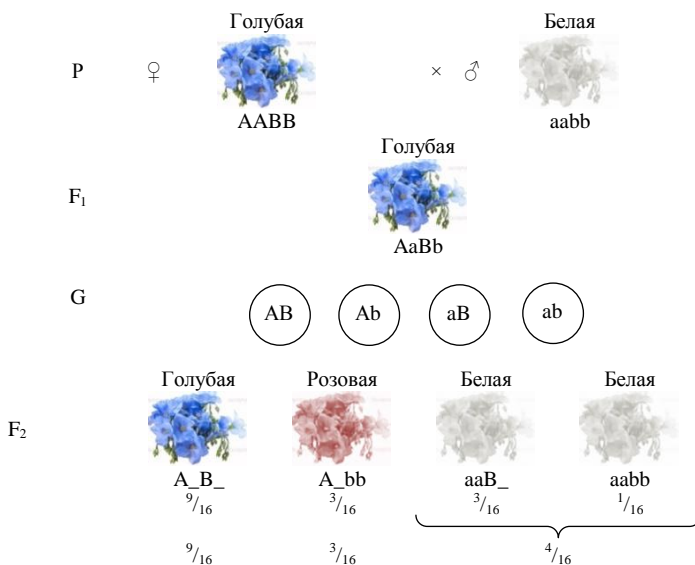 Голубая Белая
P ♀ × ♂
AABB aabb
Голубая
F₁
AaBb
G
AB Ab aB ab
Голубая Розовая Белая Белая
F₂
A_B_ A_bb aaB_ aabb
⁹/₁₆ ³/₁₆ ³/₁₆ ¹/₁₆
⁹/₁₆ ³/₁₆ ⁴/₁₆